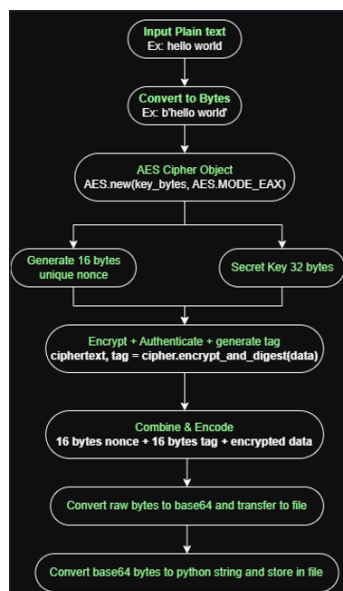 Input Plain text
Ex: hello world
Convert to Bytes
Ex: b'hello world'
AES Cipher Object
AES.new(key_bytes, AES.MODE_EAX)
Generate 16 bytes
unique nonce
Secret Key 32 bytes
Encrypt + Authenticate + generate tag
ciphertext, tag = cipher.encrypt_and_digest(data)
Combine & Encode
16 bytes nonce + 16 bytes tag + encrypted data
Convert raw bytes to base64 and transfer to file
Convert base64 bytes to python string and store in file